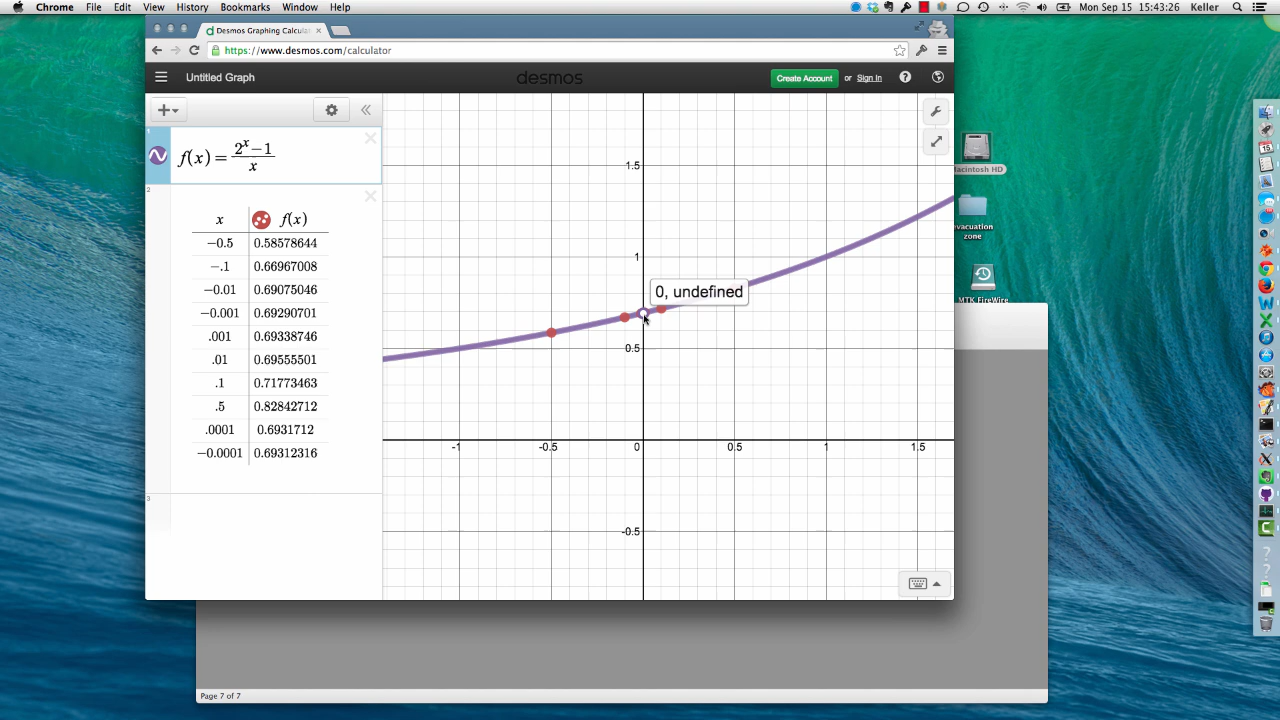 Chrome File Edit View History Bookmarks Window Help Mon Sep 15 15:43:26 Keller
Desmos Graphing Calcula
https://www.desmos.com/calculator
Untitled Graph desmos Create Account or Sign In ?
1
f(x) = (2^x−1)/x
2
x f(x)
−0.5 0.58578644
−.1 0.66967008
−0.01 0.69075046
−0.001 0.69290701
.001 0.69338746
.01 0.69555501
.1 0.71773463
.5 0.82842712
.0001 0.6931712
−0.0001 0.69312316
3
1.5
1
0, undefined
0.5
-1 -0.5 0 0.5 1 1.5
-0.5
Macintosh HD
evacuation
zone
MTK FireWire
Page 7 of 7